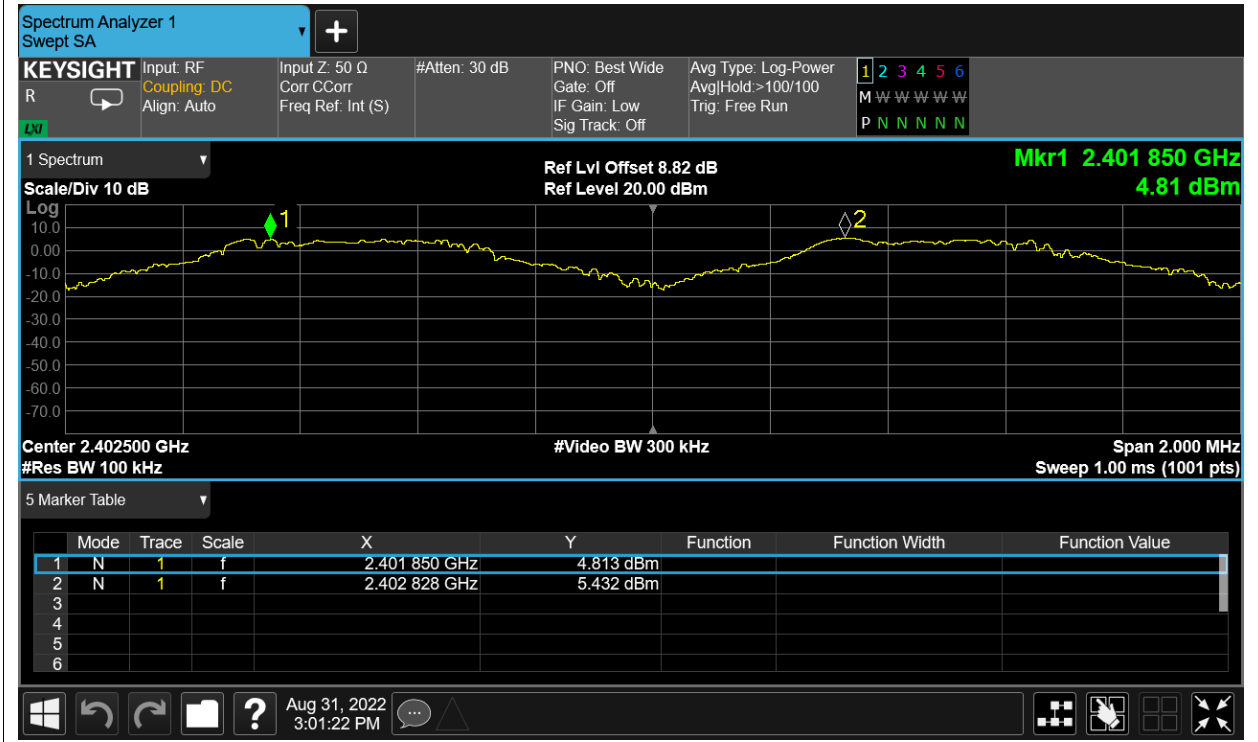 Spectrum Analyzer 1
Swept SA
+
KEYSIGHT Input: RF Input Z: 50 Ω #Atten: 30 dB PNO: Best Wide Avg Type: Log-Power 1 2 3 4 5 6
R Coupling: DC Corr CCorr Gate: Off Avg|Hold:>100/100 M W W W W W
Align: Auto Freq Ref: Int (S) IF Gain: Low Trig: Free Run
LXI Sig Track: Off P N N N N N
1 Spectrum Ref Lvl Offset 8.82 dB Mkr1 2.401 850 GHz
Scale/Div 10 dB Ref Level 20.00 dBm 4.81 dBm
Log
1 2
10.0
0.00
-10.0
-20.0
-30.0
-40.0
-50.0
-60.0
-70.0
Center 2.402500 GHz #Video BW 300 kHz Span 2.000 MHz
#Res BW 100 kHz Sweep 1.00 ms (1001 pts)
5 Marker Table
Mode Trace Scale X Y Function Function Width Function Value
1 N 1 f 2.401 850 GHz 4.813 dBm
2 N 1 f 2.402 828 GHz 5.432 dBm
3
4
5
6
? Aug 31, 2022
3:01:22 PM